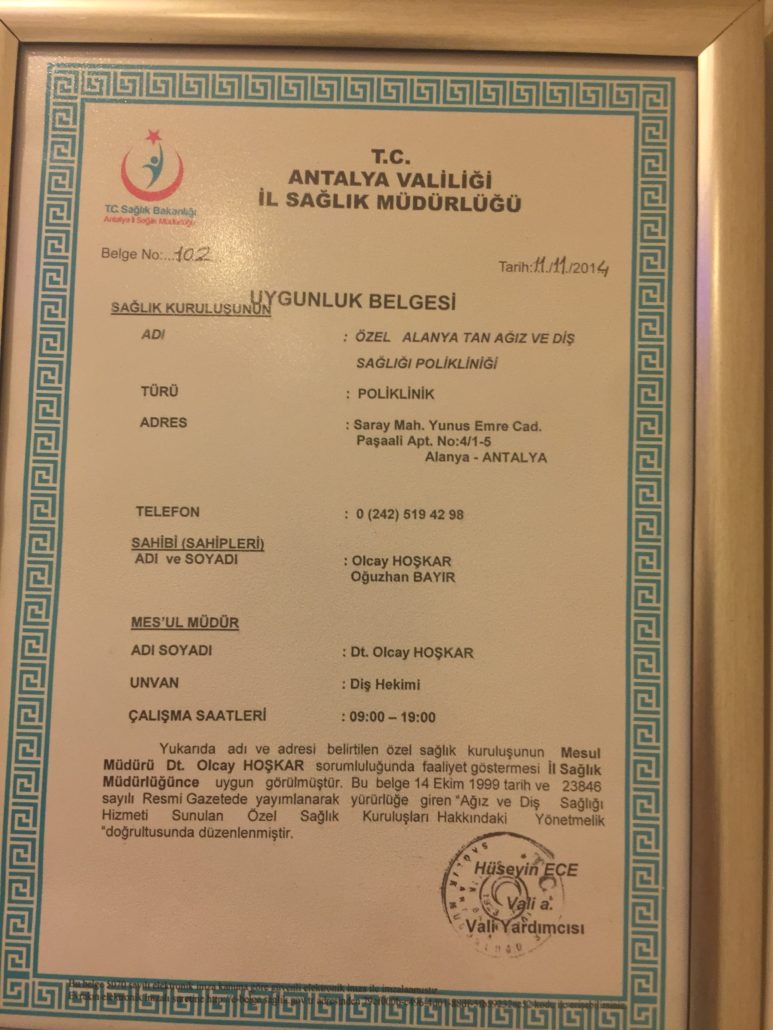 T.C.
ANTALYA VALİLİĞİ
İL SAĞLIK MÜDÜRLÜĞÜ
T.C. Sağlık Bakanlığı
Antalya İl Sağlık Müdürlüğü
Belge No:...102
Tarih:11/11/2014
UYGUNLUK BELGESİ
SAĞLIK KURULUŞUNUN
ADI : ÖZEL ALANYA TAN AĞIZ VE DİŞ
SAĞLIĞI POLİKLİNİĞİ
TÜRÜ : POLİKLİNİK
ADRES : Saray Mah. Yunus Emre Cad.
Paşaali Apt. No:4/1-5
Alanya - ANTALYA
TELEFON : 0 (242) 519 42 98
SAHİBİ (SAHİPLERİ)
ADI ve SOYADI : Olcay HOŞKAR
Oğuzhan BAYIR
MES'UL MÜDÜR
ADI SOYADI : Dt. Olcay HOŞKAR
UNVAN : Diş Hekimi
ÇALIŞMA SAATLERİ : 09:00 – 19:00
Yukarıda adı ve adresi belirtilen özel sağlık kuruluşunun Mesul
Müdürü Dt. Olcay HOŞKAR sorumluluğunda faaliyet göstermesi İl Sağlık
Müdürlüğünce uygun görülmüştür. Bu belge 14 Ekim 1999 tarih ve 23846
sayılı Resmi Gazetede yayımlanarak yürürlüğe giren "Ağız ve Diş Sağlığı
Hizmeti Sunulan Özel Sağlık Kuruluşları Hakkındaki Yönetmelik
"doğrultusunda düzenlenmiştir.
Hüseyin ECE
Vali a.
Vali Yardımcısı
Bu belge 5070 sayılı elektronik imza